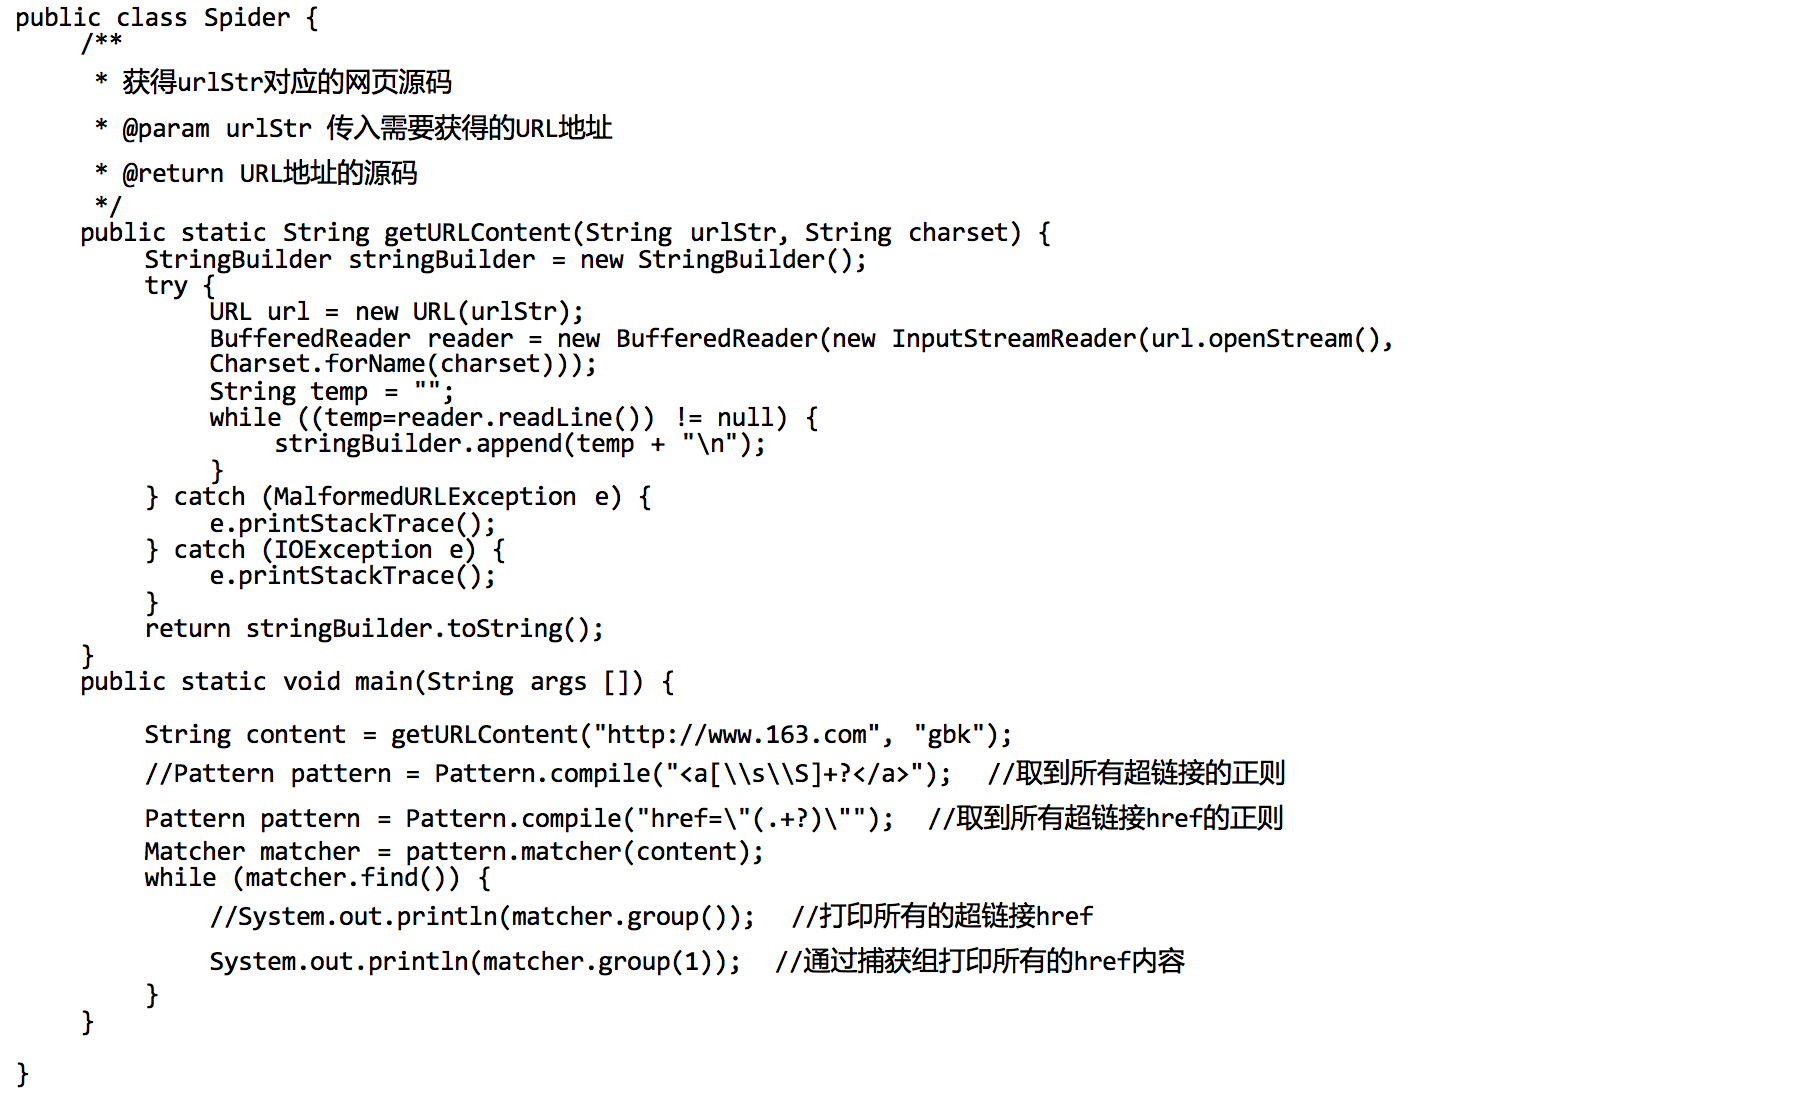 public class Spider {
/**
* 获得urlStr对应的网页源码
* @param urlStr 传入需要获得的URL地址
* @return URL地址的源码
*/
public static String getURLContent(String urlStr, String charset) {
StringBuilder stringBuilder = new StringBuilder();
try {
URL url = new URL(urlStr);
BufferedReader reader = new BufferedReader(new InputStreamReader(url.openStream(),
Charset.forName(charset)));
String temp = "";
while ((temp=reader.readLine()) != null) {
stringBuilder.append(temp + "\n");
}
} catch (MalformedURLException e) {
e.printStackTrace();
} catch (IOException e) {
e.printStackTrace();
}
return stringBuilder.toString();
}
public static void main(String args []) {
String content = getURLContent("http://www.163.com", "gbk");
//Pattern pattern = Pattern.compile("<a[\\s\\S]+?</a>");  //取到所有超链接的正则
Pattern pattern = Pattern.compile("href=\"(.+?)\"");  //取到所有超链接href的正则
Matcher matcher = pattern.matcher(content);
while (matcher.find()) {
//System.out.println(matcher.group());  //打印所有的超链接href
System.out.println(matcher.group(1));  //通过捕获组打印所有的href内容
}
}
}